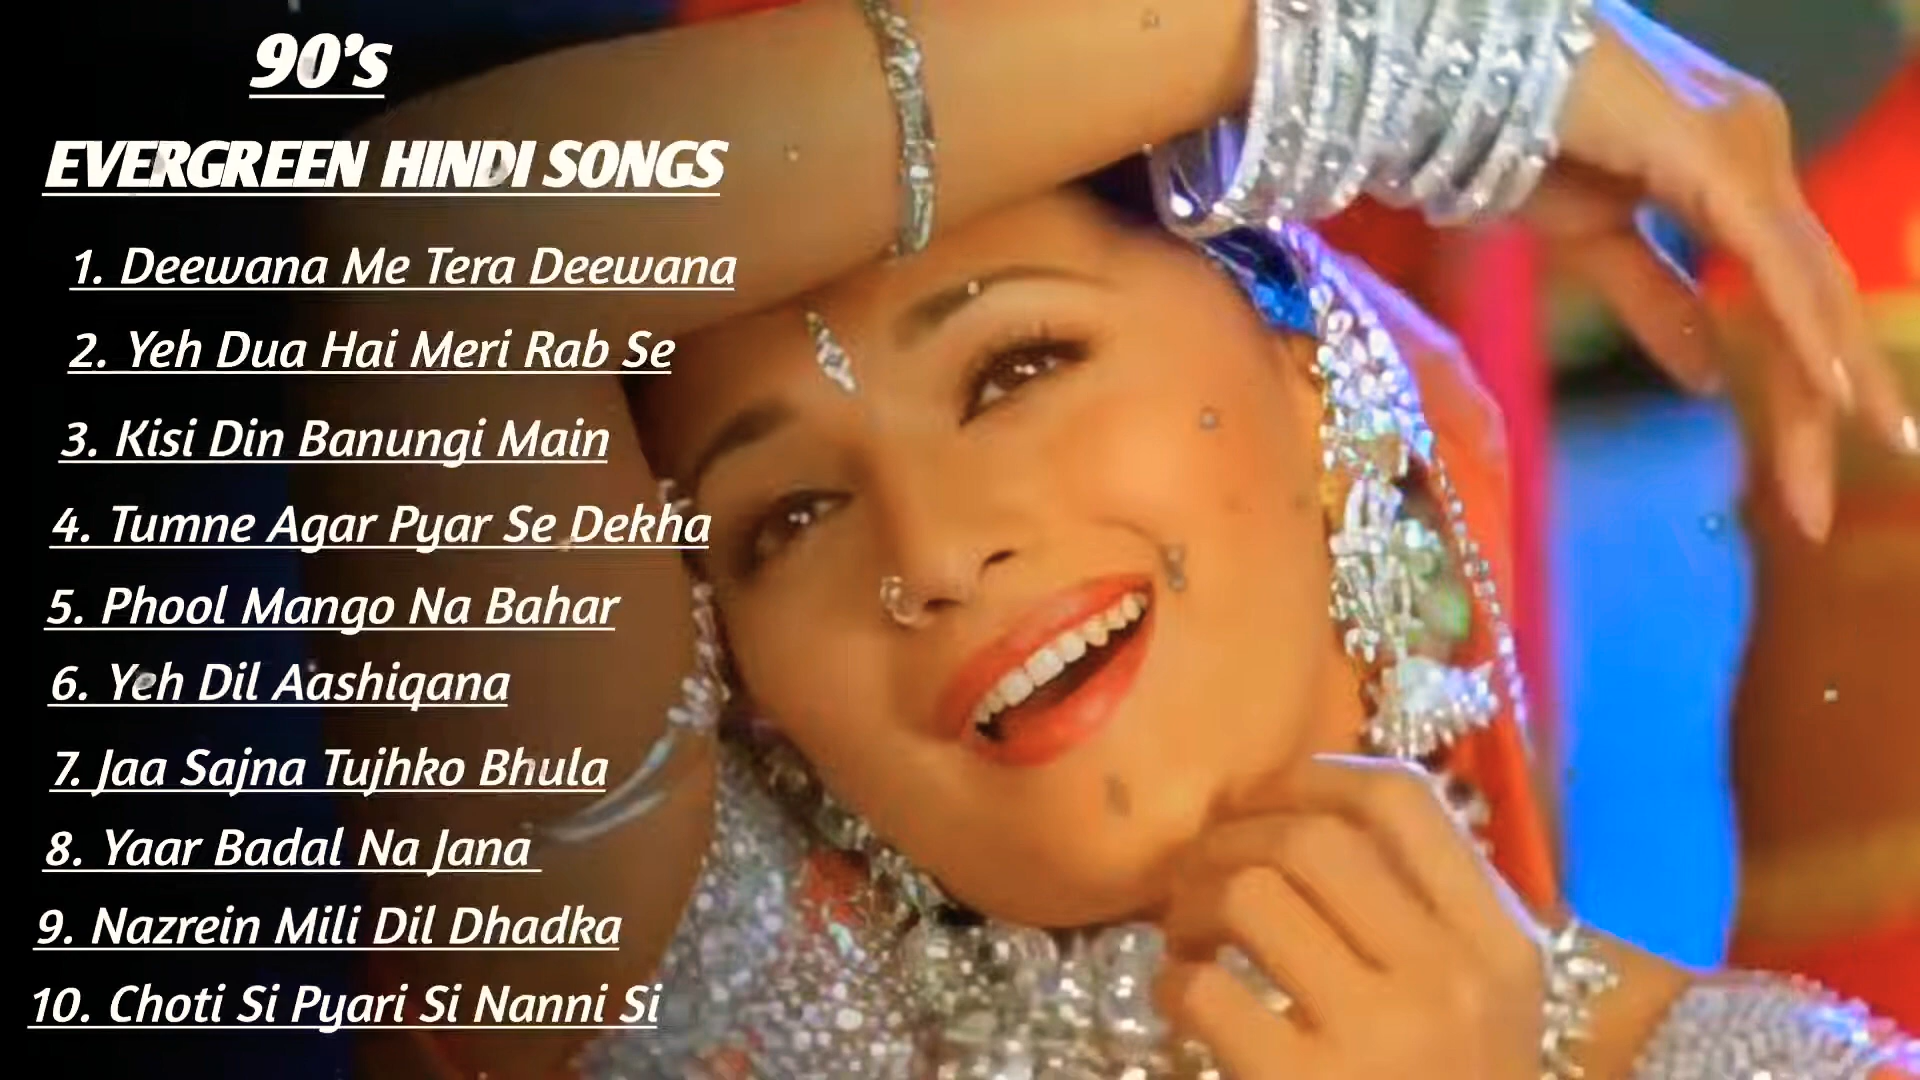 90's
EVERGREEN HINDI SONGS
1. Deewana Me Tera Deewana
2. Yeh Dua Hai Meri Rab Se
3. Kisi Din Banungi Main
4. Tumne Agar Pyar Se Dekha
5. Phool Mango Na Bahar
6. Yeh Dil Aashiqana
7. Jaa Sajna Tujhko Bhula
8. Yaar Badal Na Jana
9. Nazrein Mili Dil Dhadka
10. Choti Si Pyari Si Nanni Si